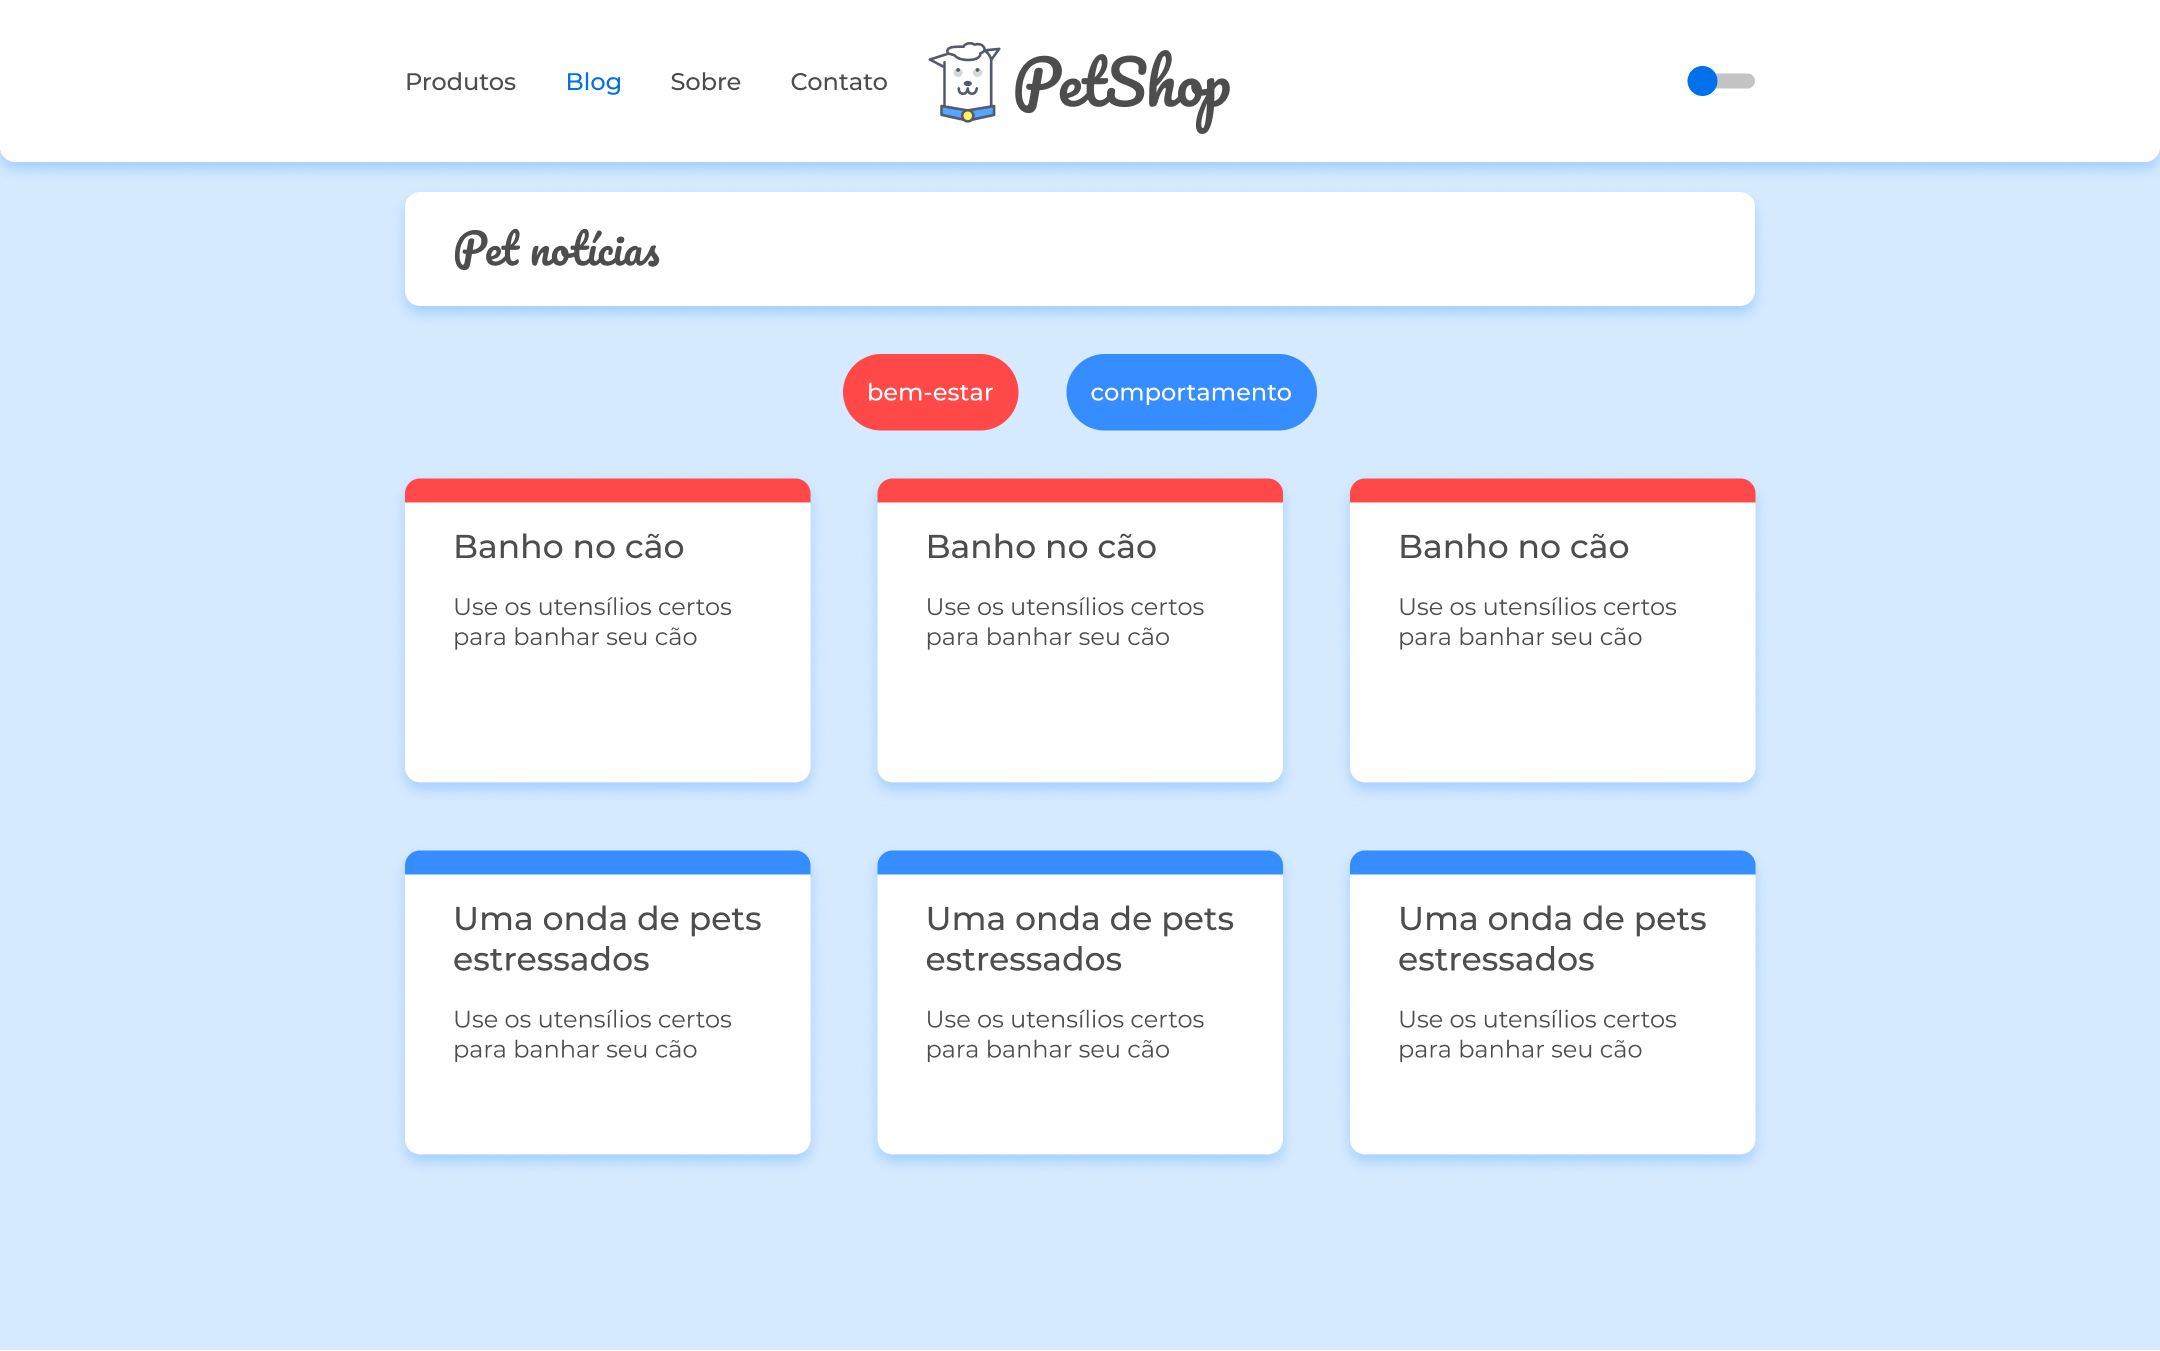 Produtos Blog Sobre Contato PetShop
Pet notícias
bem-estar comportamento
Banho no cão
Use os utensílios certos
para banhar seu cão
Banho no cão
Use os utensílios certos
para banhar seu cão
Banho no cão
Use os utensílios certos
para banhar seu cão
Uma onda de pets
estressados
Use os utensílios certos
para banhar seu cão
Uma onda de pets
estressados
Use os utensílios certos
para banhar seu cão
Uma onda de pets
estressados
Use os utensílios certos
para banhar seu cão